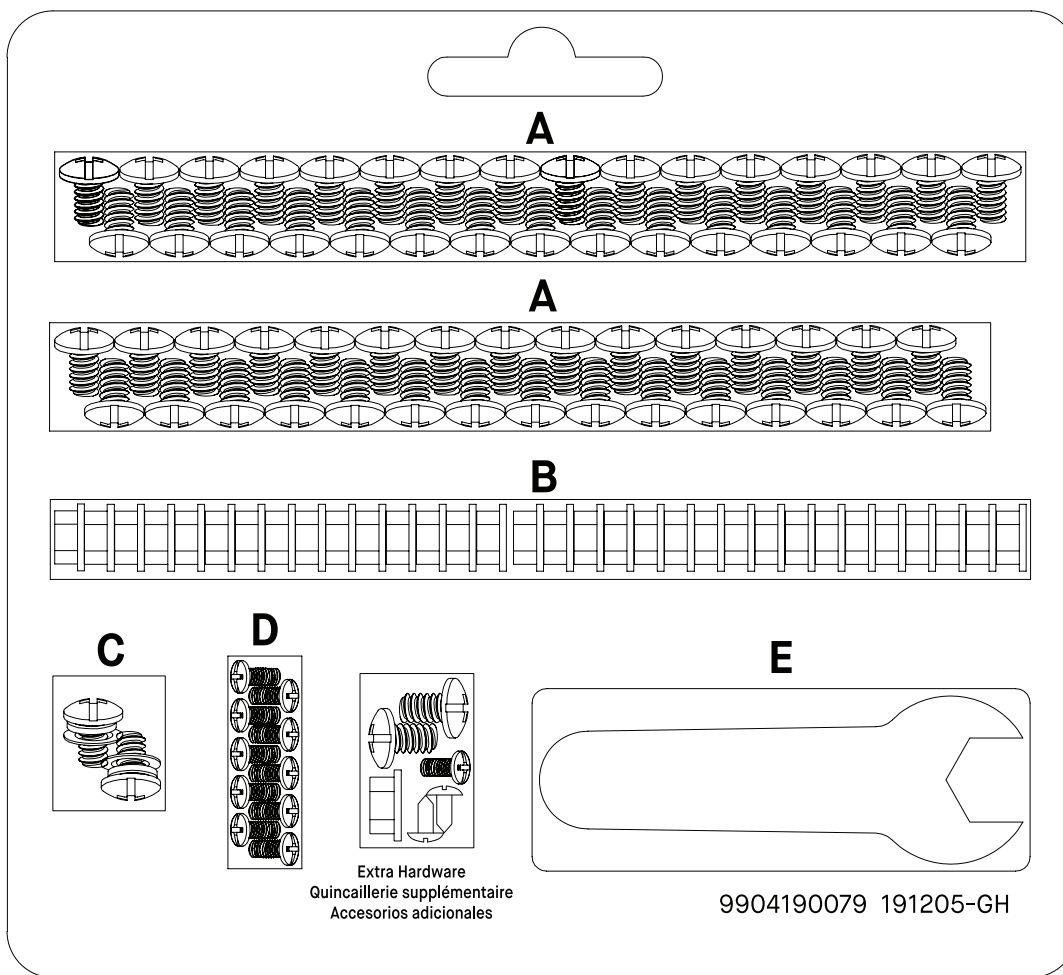 A
A
B
C
D
E
Extra Hardware
Quincaillerie supplémentaire
Accesorios adicionales
9904190079 191205-GH